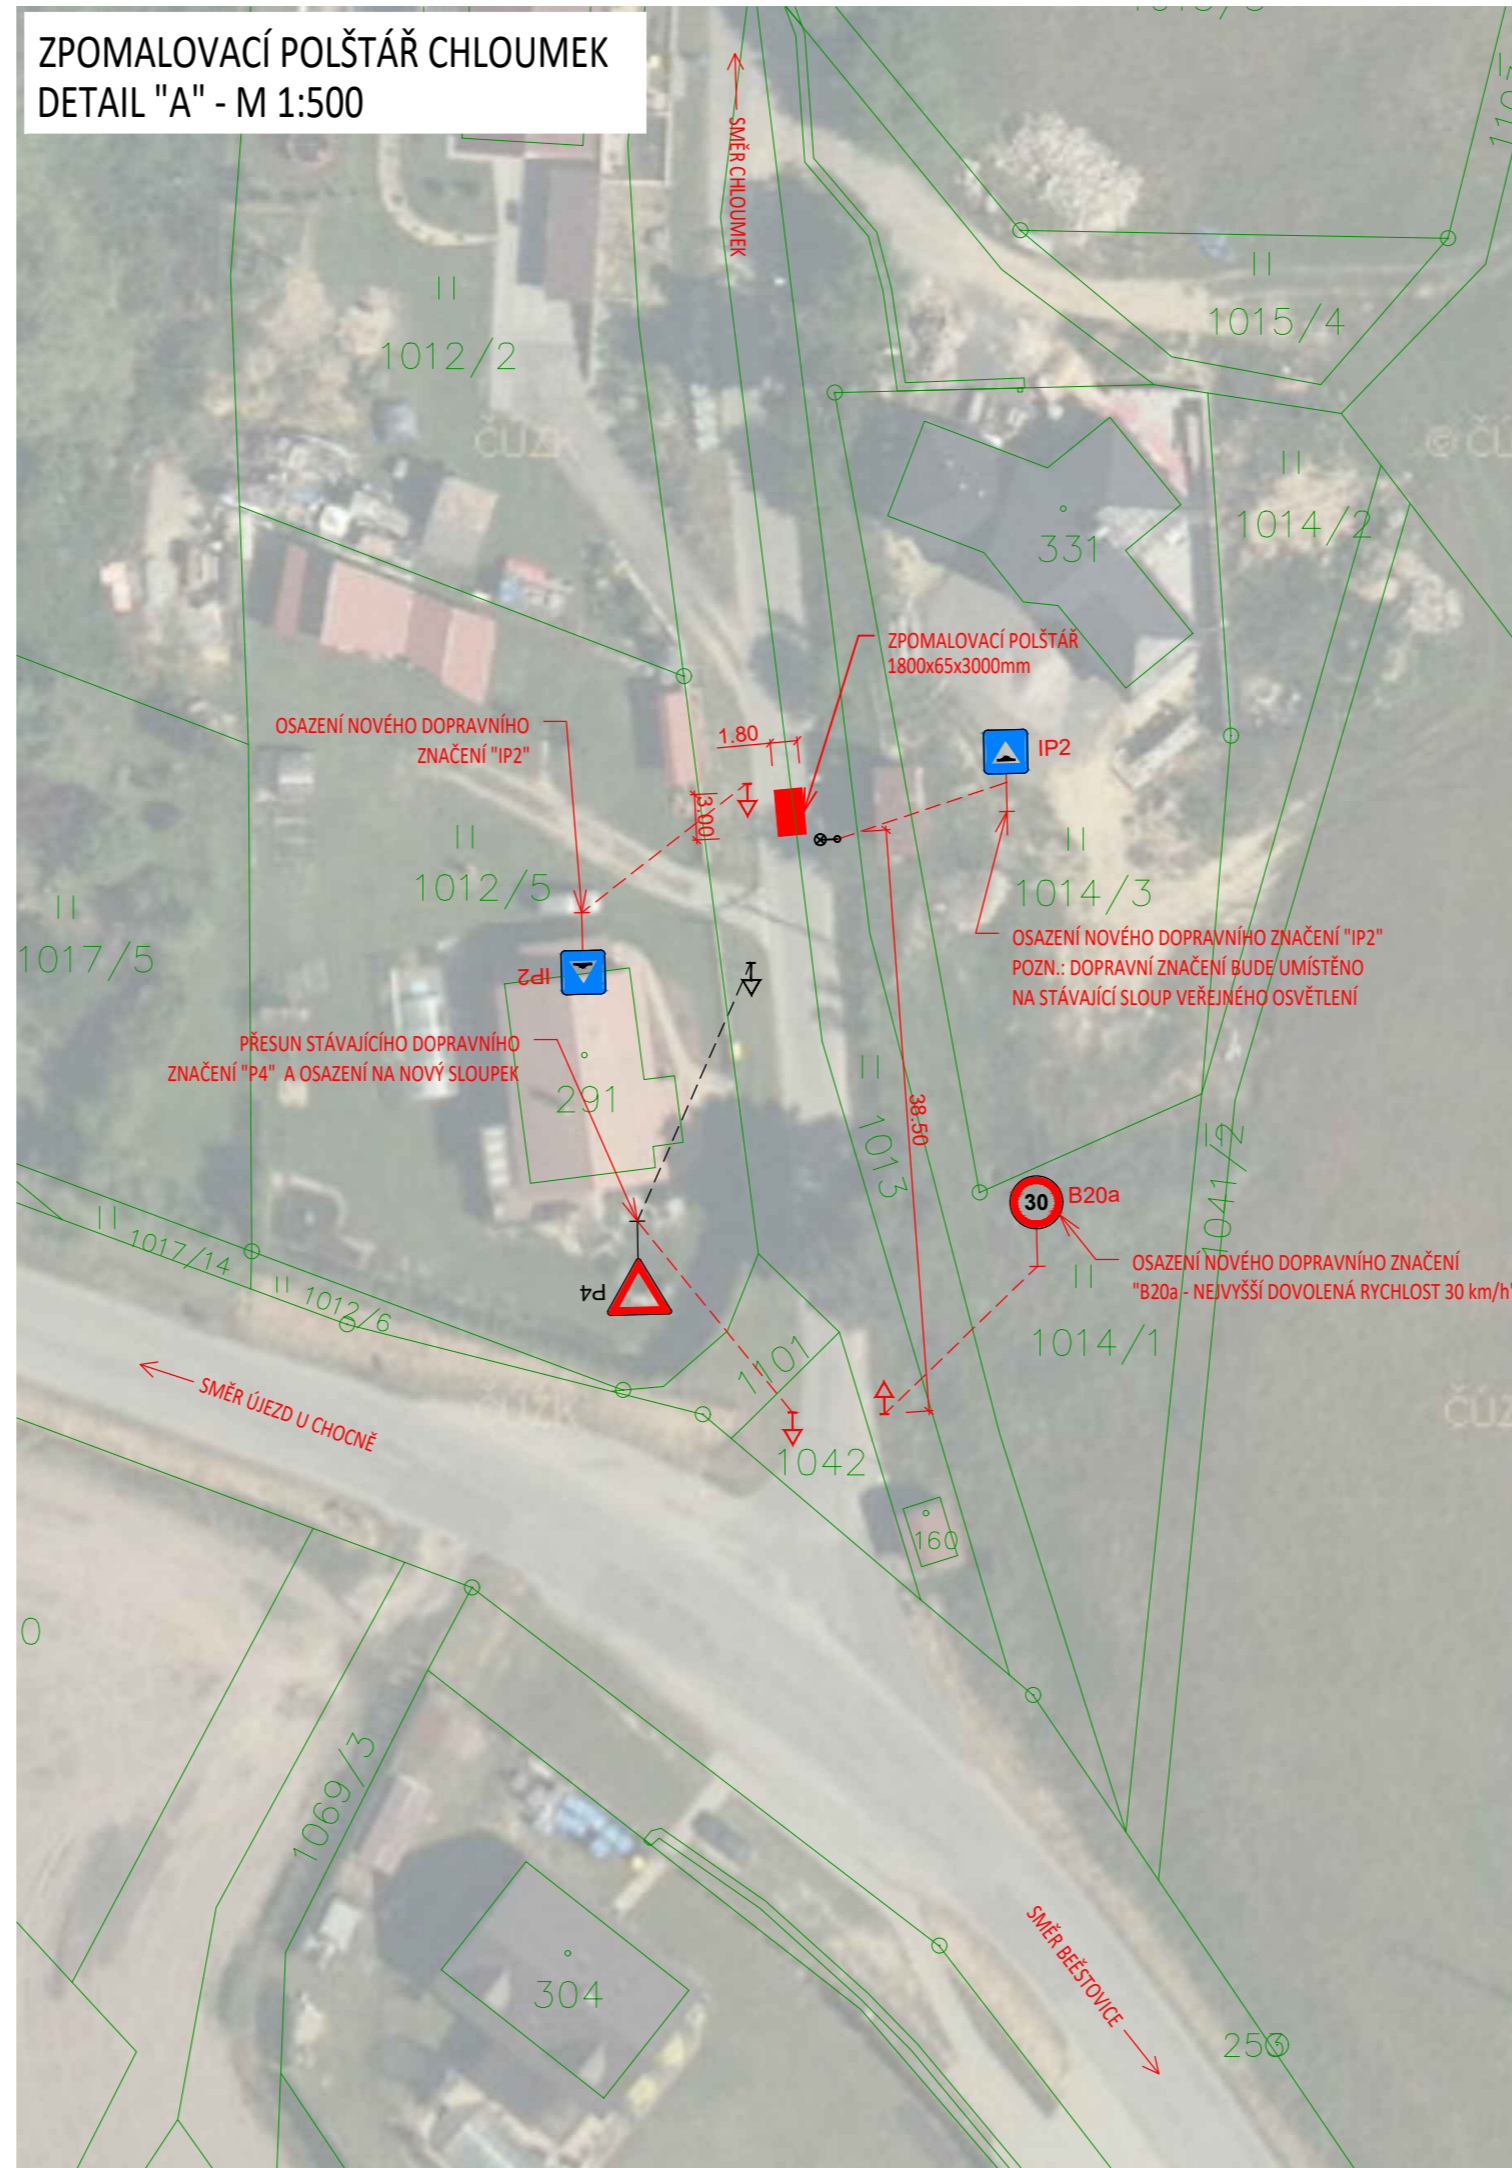 ZPOMALOVACÍ POLŠTÁŘ CHLOUMEK
DETAIL "A" - M 1:500
SMĚR CHLOUMEK
1012/2
1015/4
ČÚZK
1014/2
331
ZPOMALOVACÍ POLŠTÁŘ
1800x65x3000mm
OSAZENÍ NOVÉHO DOPRAVNÍHO
ZNAČENÍ "IP2"
1.80
IP2
3.00
1012/5
1014/3
1017/5
OSAZENÍ NOVÉHO DOPRAVNÍHO ZNAČENÍ "IP2"
POZN.: DOPRAVNÍ ZNAČENÍ BUDE UMÍSTĚNO
NA STÁVAJÍCÍ SLOUP VEŘEJNÉHO OSVĚTLENÍ
IP2
PŘESUN STÁVAJÍCÍHO DOPRAVNÍHO
ZNAČENÍ "P4" A OSAZENÍ NA NOVÝ SLOUPEK
291
38.50
1013
1041/2
30
B20a
OSAZENÍ NOVÉHO DOPRAVNÍHO ZNAČENÍ
"B20a - NEJVYŠŠÍ DOVOLENÁ RYCHLOST 30 km/h"
1017/14
1012/6
P4
1014/1
1101
SMĚR ÚJEZD U CHOCNĚ
ČÚZK
1042
160
0
1069/3
304
SMĚR BEĚSTOVICE